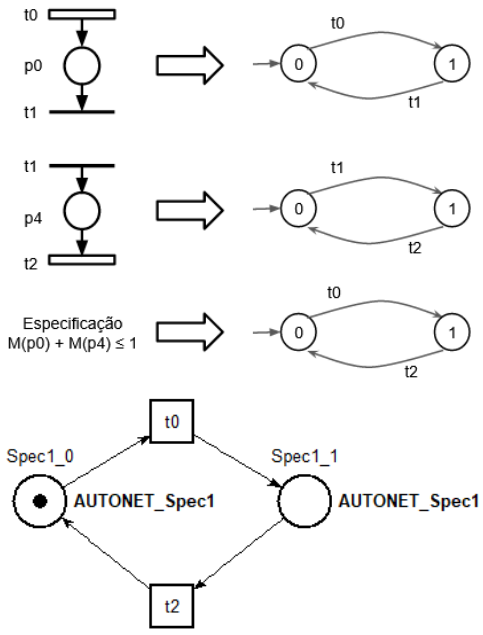 t0
p0
t1
t0
0
1
t1
t1
p4
t2
t1
0
1
t2
Especificação
M(p0) + M(p4) ≤ 1
t0
0
1
t2
t0
Spec1_0
Spec1_1
AUTONET_Spec1
AUTONET_Spec1
t2